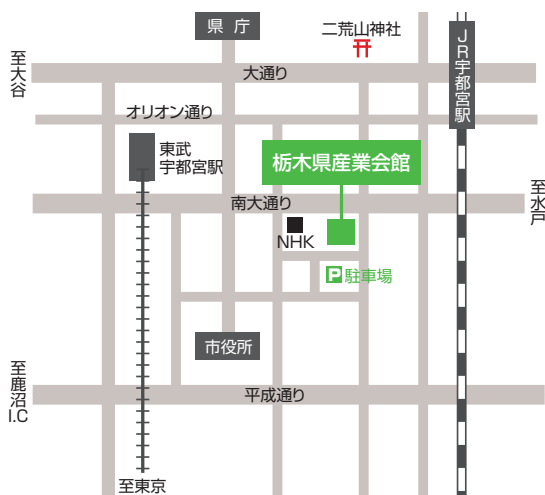 県 庁
二荒山神社
JR宇都宮駅
至大谷
大通り
オリオン通り
東武
宇都宮駅
栃木県産業会館
至水戸
南大通り
NHK
P 駐車場
市役所
至鹿沼
I.C
平成通り
至東京